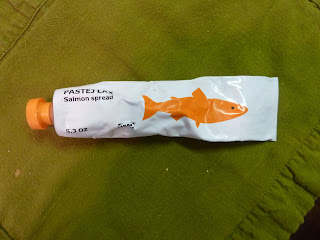 PASTEJ LAX
Salmon spread
5.3 OZ